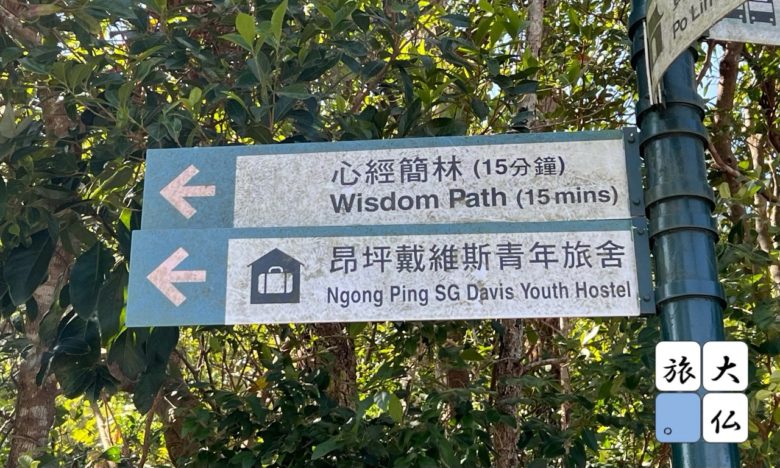 Po Lin
心經簡林 (15分鐘)
Wisdom Path (15 mins)
昂坪戴維斯青年旅舍
Ngong Ping SG Davis Youth Hostel
大仏
旅。